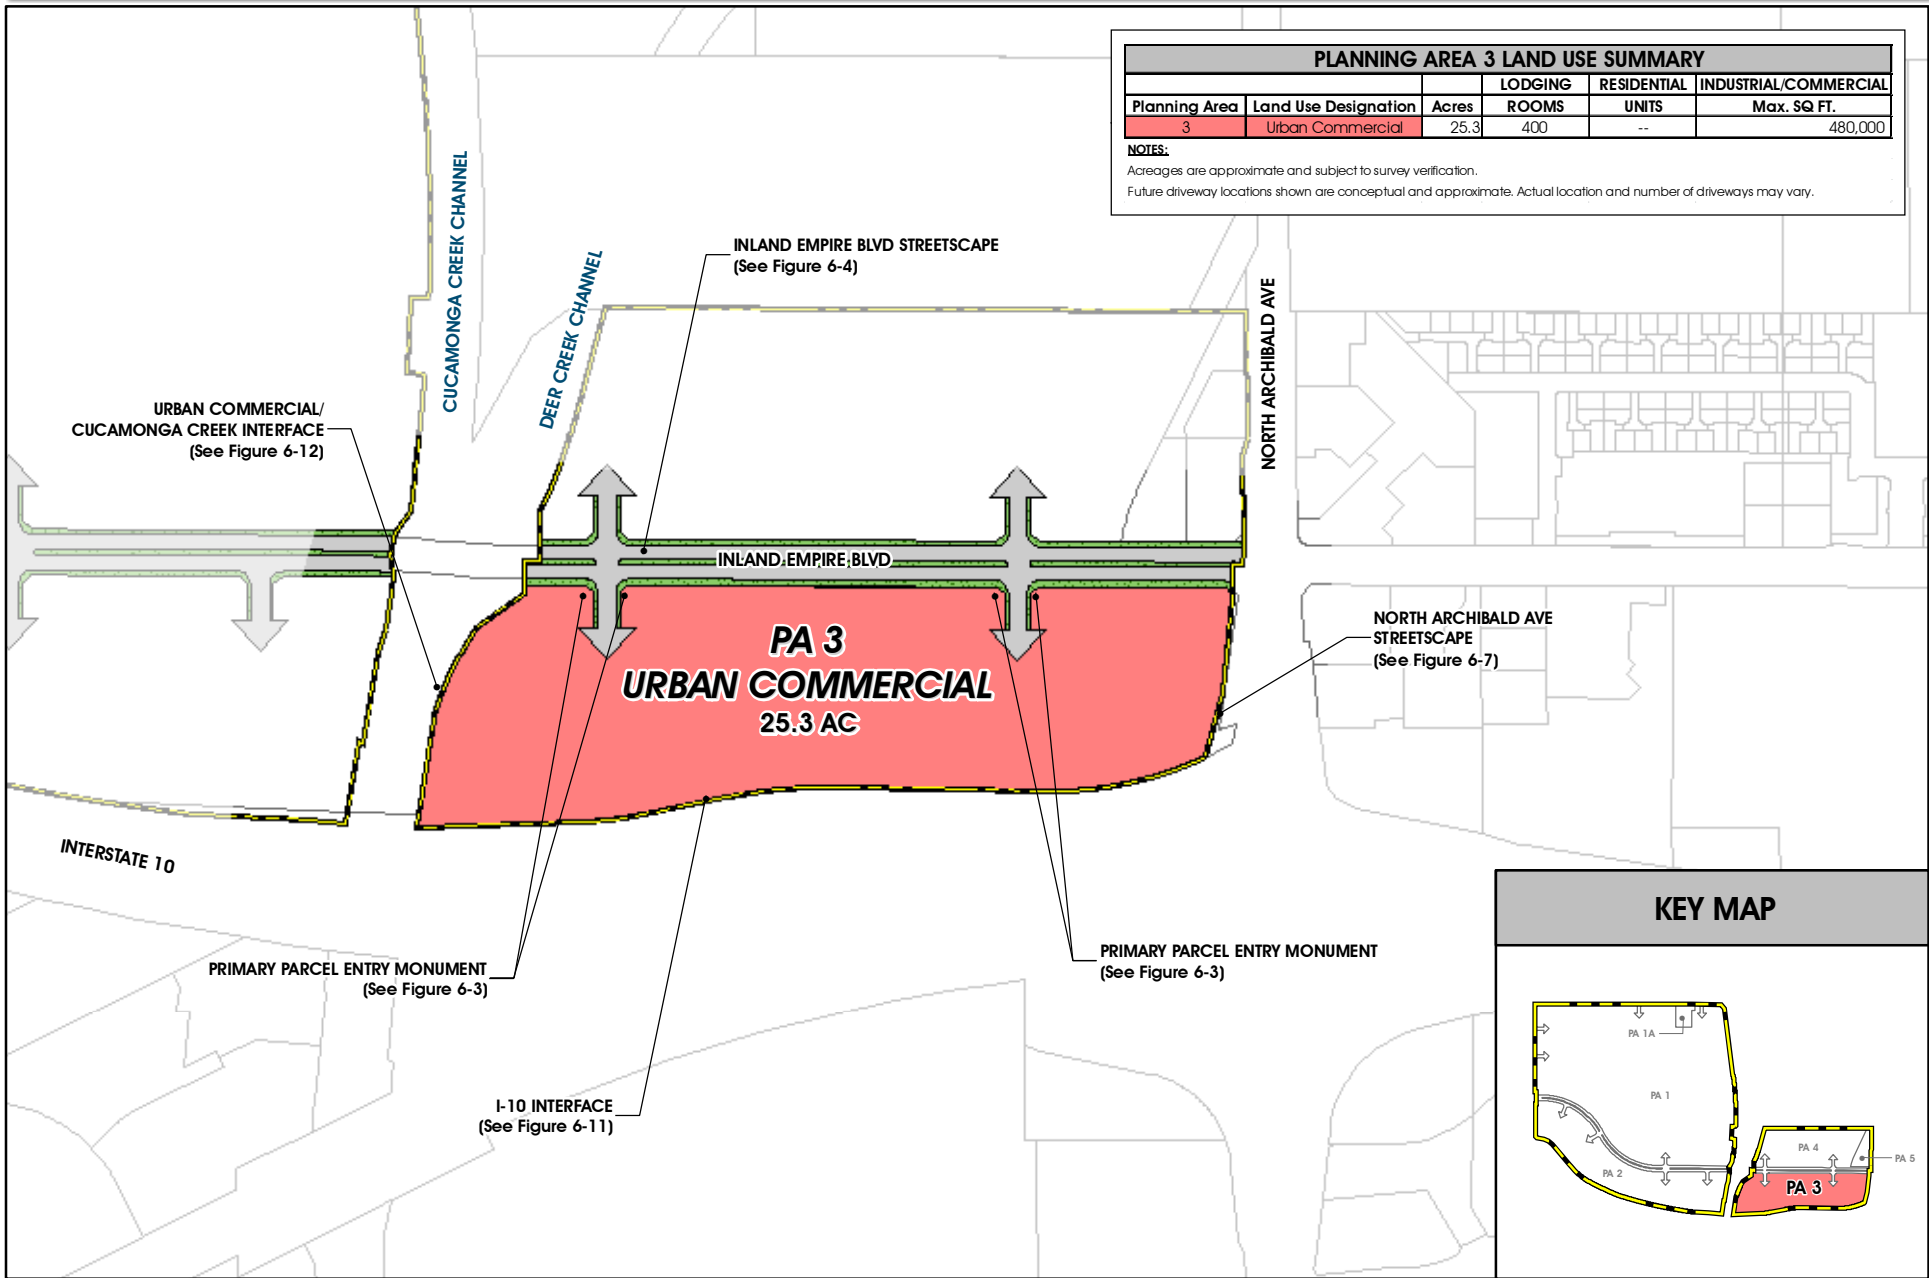 PLANNING AREA 3 LAND USE SUMMARY
LODGING RESIDENTIAL INDUSTRIAL/COMMERCIAL
Planning Area Land Use Designation Acres ROOMS UNITS Max. SQ FT.
3 Urban Commercial 25.3 400 -- 480,000
NOTES:
Acreages are approximate and subject to survey verification.
Future driveway locations shown are conceptual and approximate. Actual location and number of driveways may vary.
CUCAMONGA CREEK CHANNEL
DEER CREEK CHANNEL
INLAND EMPIRE BLVD STREETSCAPE
(See Figure 6-4)
NORTH ARCHIBALD AVE
URBAN COMMERCIAL/
CUCAMONGA CREEK INTERFACE
(See Figure 6-12)
INLAND EMPIRE BLVD
PA 3
URBAN COMMERCIAL
25.3 AC
NORTH ARCHIBALD AVE
STREETSCAPE
(See Figure 6-7)
INTERSTATE 10
PRIMARY PARCEL ENTRY MONUMENT
(See Figure 6-3)
PRIMARY PARCEL ENTRY MONUMENT
(See Figure 6-3)
I-10 INTERFACE
(See Figure 6-11)
KEY MAP
PA 1A
PA 1
PA 2
PA 4
PA 5
PA 3